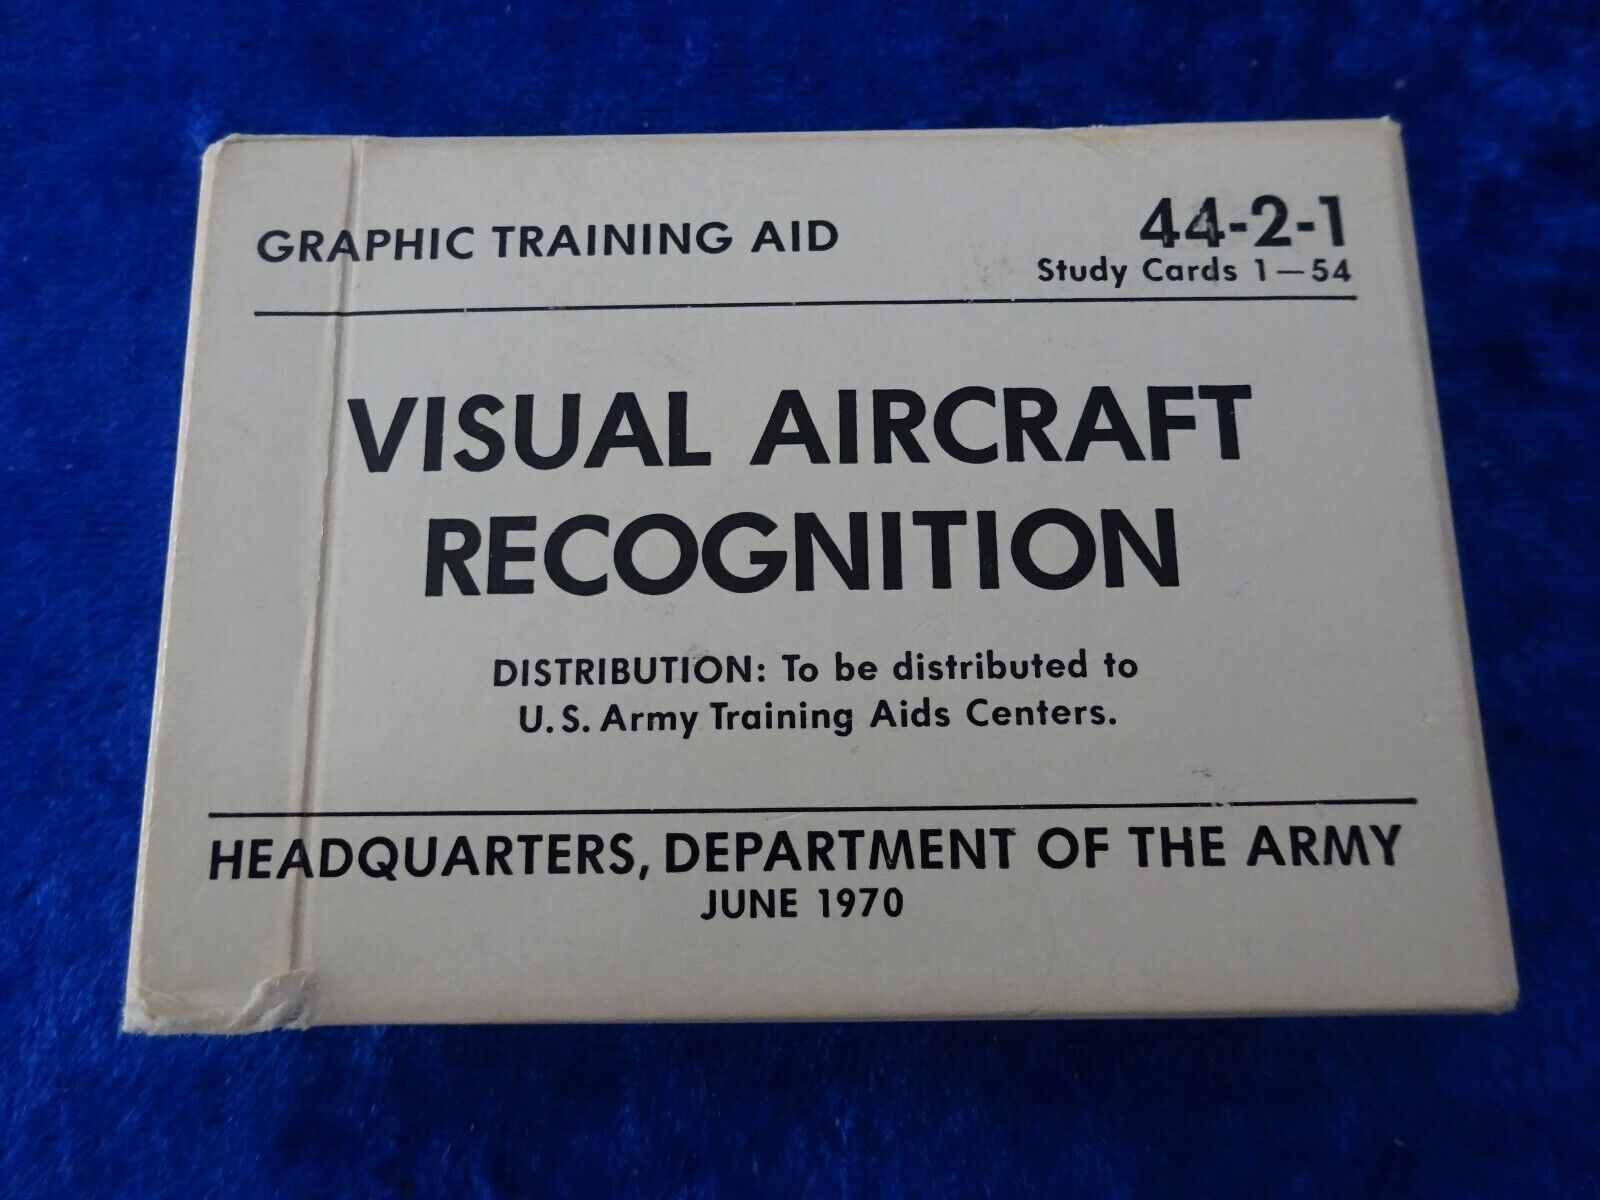 GRAPHIC TRAINING AID
44-2-1
Study Cards 1—54
VISUAL AIRCRAFT
RECOGNITION
DISTRIBUTION: To be distributed to
U.S. Army Training Aids Centers.
HEADQUARTERS, DEPARTMENT OF THE ARMY
JUNE 1970